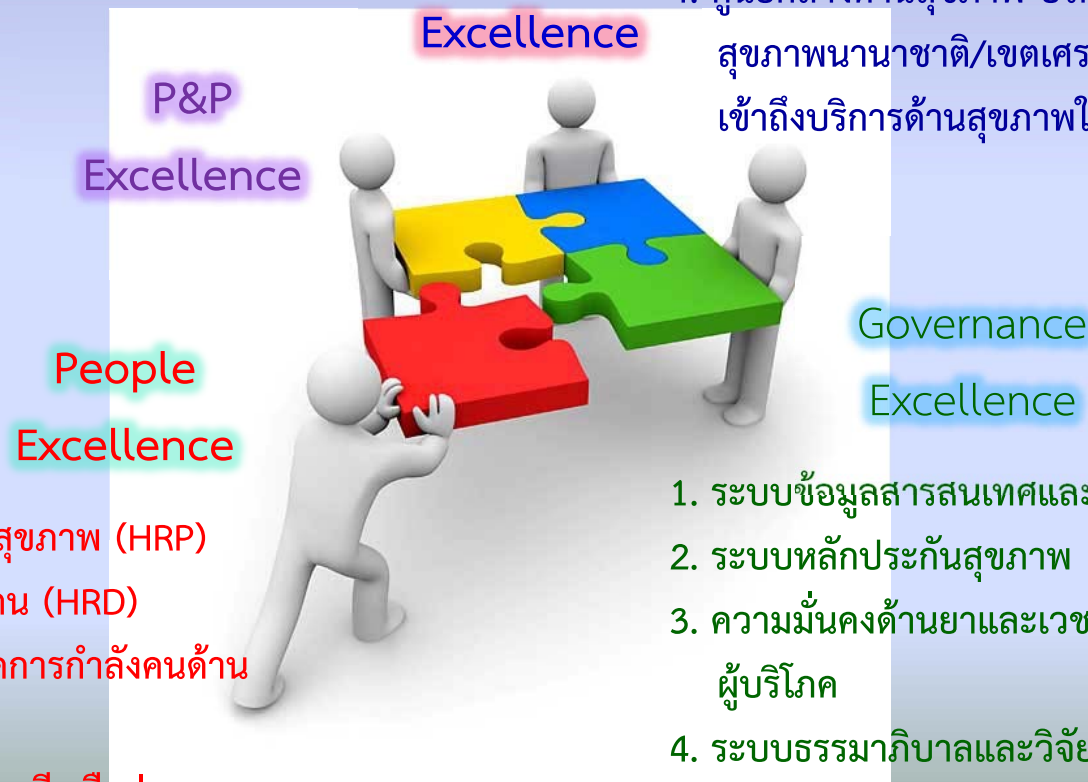 Excellence
สุขภาพนานาชาติ/เขตเศร
เข้าถึงบริการด้านสุขภาพใ
P&P
Excellence
People
Excellence
สุขภาพ (HRP)
าน (HRD)
การกำลังคนด้าน
Governance
Excellence
1. ระบบข้อมูลสารสนเทศและ
2. ระบบหลักประกันสุขภาพ
3. ความมั่นคงด้านยาและเวช
ผู้บริโภค
4. ระบบธรรมาภิบาลและวิจัย